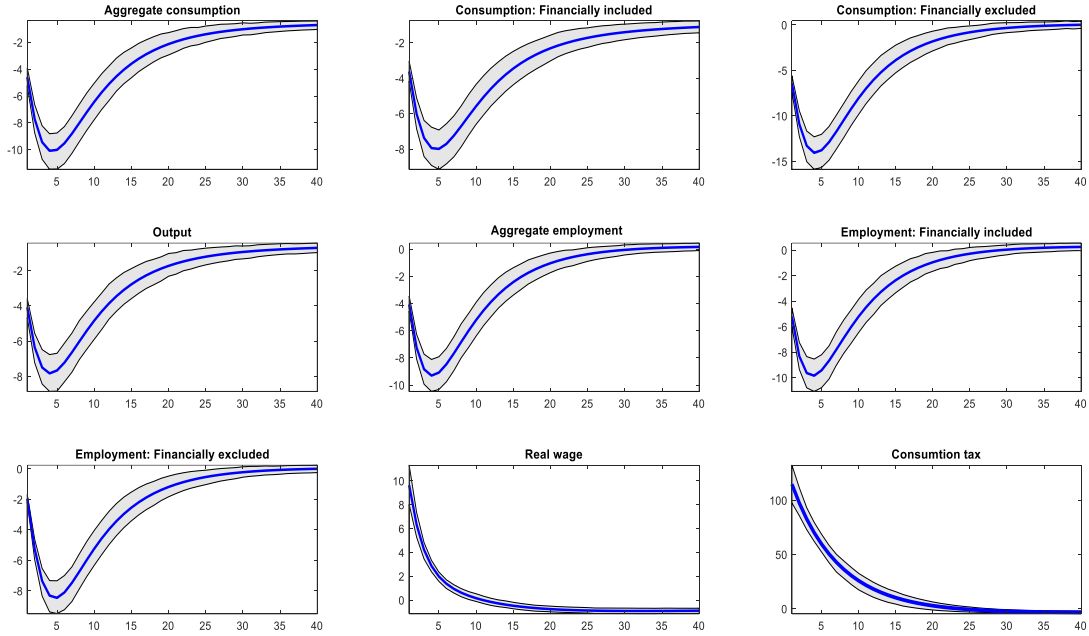 Aggregate consumption
-2
-4
-6
-8
-10
5 10 15 20 25 30 35 40
Consumption: Financially included
-2
-4
-6
-8
5 10 15 20 25 30 35 40
Consumption: Financially excluded
0
-5
-10
-15
5 10 15 20 25 30 35 40
Output
-2
-4
-6
-8
5 10 15 20 25 30 35 40
Aggregate employment
0
-2
-4
-6
-8
-10
5 10 15 20 25 30 35 40
Employment: Financially included
0
-2
-4
-6
-8
-10
5 10 15 20 25 30 35 40
Employment: Financially excluded
0
-2
-4
-6
-8
5 10 15 20 25 30 35 40
Real wage
10
8
6
4
2
0
5 10 15 20 25 30 35 40
Consumtion tax
100
50
0
5 10 15 20 25 30 35 40